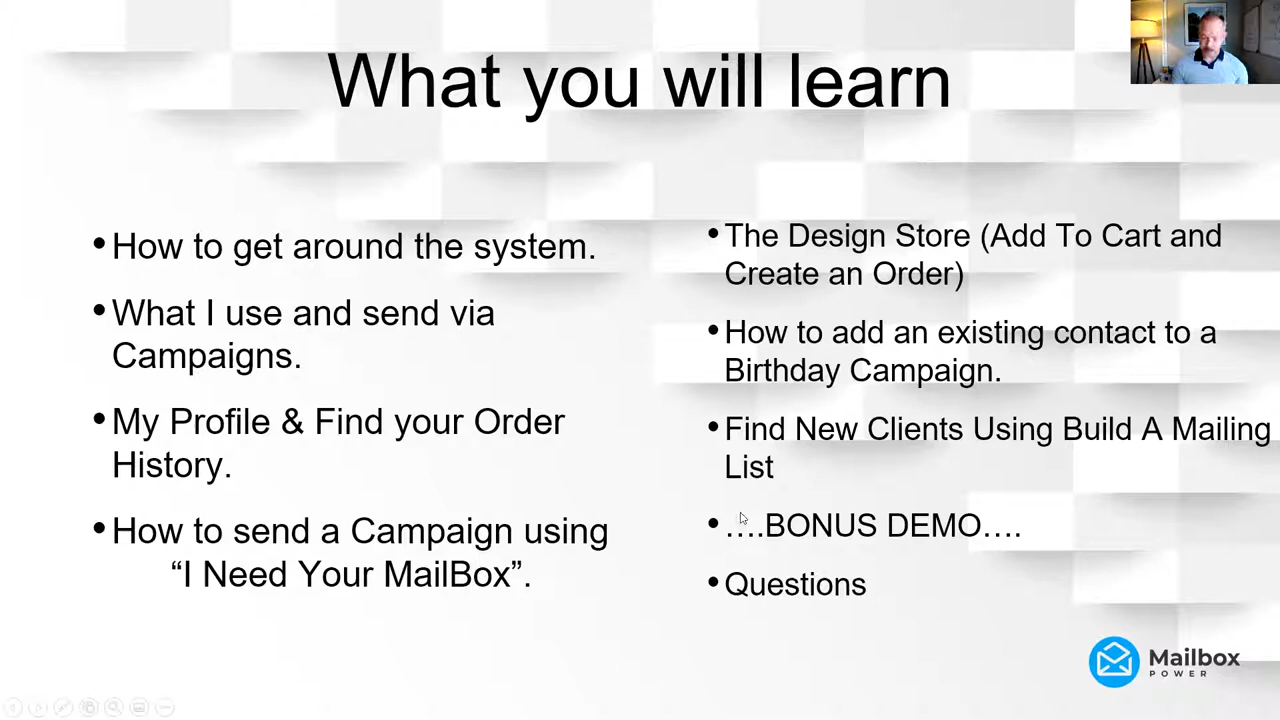 What you will learn
•How to get around the system.
•What I use and send via
Campaigns.
•My Profile & Find your Order
History.
•How to send a Campaign using
“I Need Your MailBox”.
•The Design Store (Add To Cart and
Create an Order)
•How to add an existing contact to a
Birthday Campaign.
•Find New Clients Using Build A Mailing
List
•….BONUS DEMO….
•Questions
Mailbox
POWER